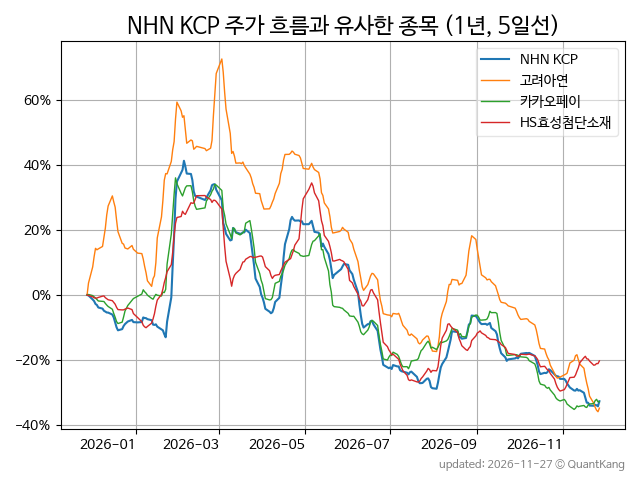 NHN KCP 주가 흐름과 유사한 종목 (1년, 5일선)
NHN KCP
고려아연
카카오페이
HS효성첨단소재
60%
40%
20%
0%
−20%
−40%
2026-01
2026-03
2026-05
2026-07
2026-09
2026-11
updated: 2026-11-27 © QuantKang